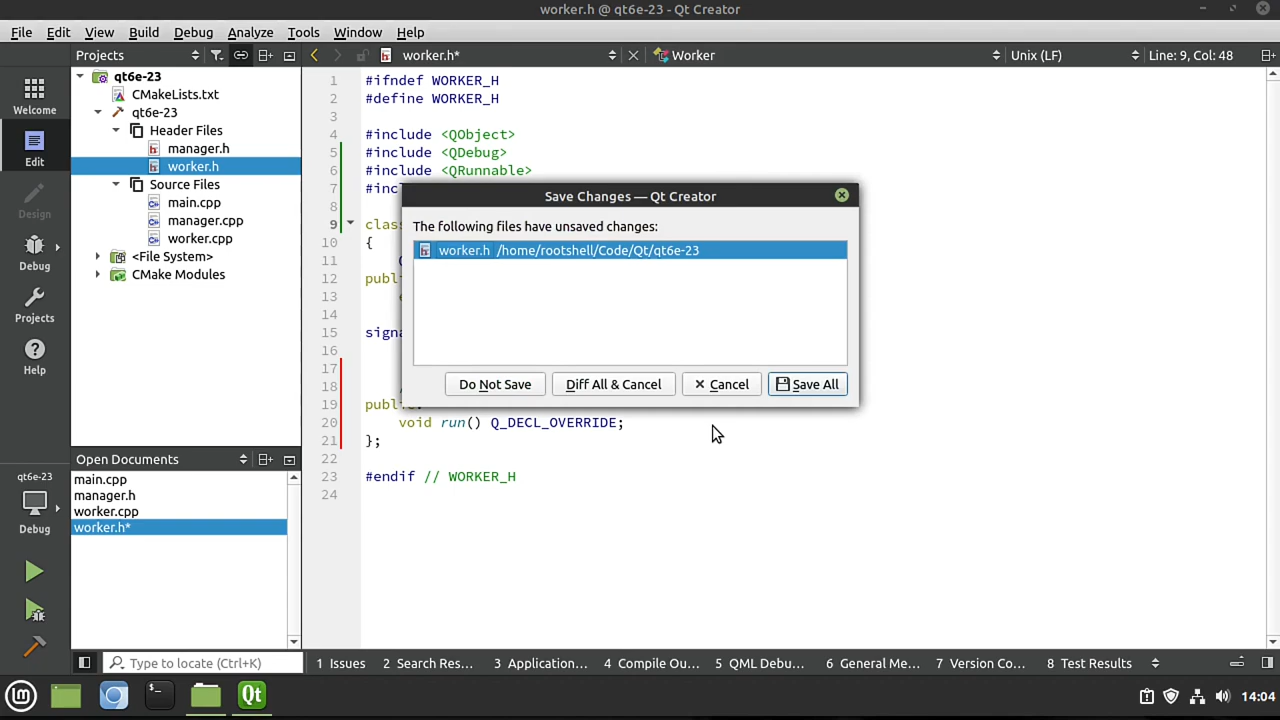 worker.h @ qt6e-23 - Qt Creator
File Edit View Build Debug Analyze Tools Window Help
Projects worker.h* Worker Unix (LF) Line: 9, Col: 48
Welcome
Edit
Design
Debug
Projects
Help
qt6e-23
CMakeLists.txt
qt6e-23
Header Files
manager.h
worker.h
Source Files
main.cpp
manager.cpp
worker.cpp
<File System>
CMake Modules
1 #ifndef WORKER_H
2 #define WORKER_H
3
4 #include <QObject>
5 #include <QDebug>
6 #include <QRunnable>
7 #inc
8
9 clas
10 {
11
12 publ
13
14
15 signa
16
17
18
19 publ
20 void run() Q_DECL_OVERRIDE;
21 };
22
23 #endif // WORKER_H
24
Save Changes — Qt Creator
The following files have unsaved changes:
worker.h /home/rootshell/Code/Qt/qt6e-23
Do Not Save Diff All & Cancel Cancel Save All
Open Documents
main.cpp
manager.h
worker.cpp
worker.h*
qt6e-23
Debug
Type to locate (Ctrl+K) 1 Issues 2 Search Res... 3 Application... 4 Compile Ou... 5 QML Debu... 6 General Me... 7 Version Co... 8 Test Results
lm Qt 14:04